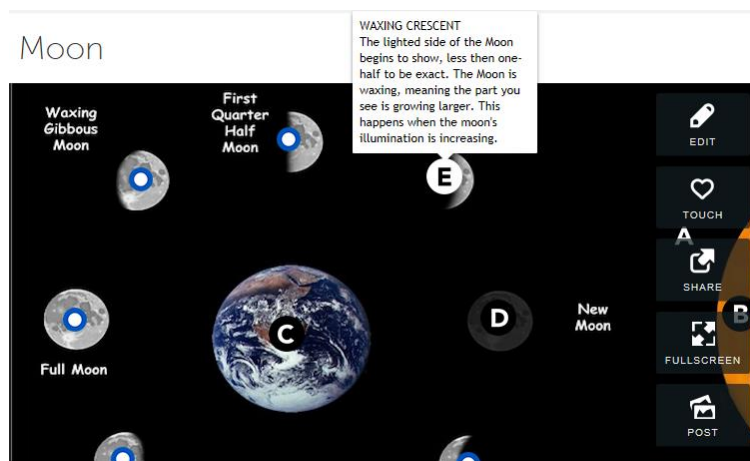 Moon
WAXING CRESCENT
The lighted side of the Moon
begins to show, less then one-
half to be exact. The Moon is
waxing, meaning the part you
see is growing larger. This
happens when the moon's
illumination is increasing.
Waxing
Gibbous
Moon
First
Quarter
Half
Moon
E
EDIT
TOUCH
A
SHARE
B
C
D
New
Moon
FULLSCREEN
Full Moon
POST